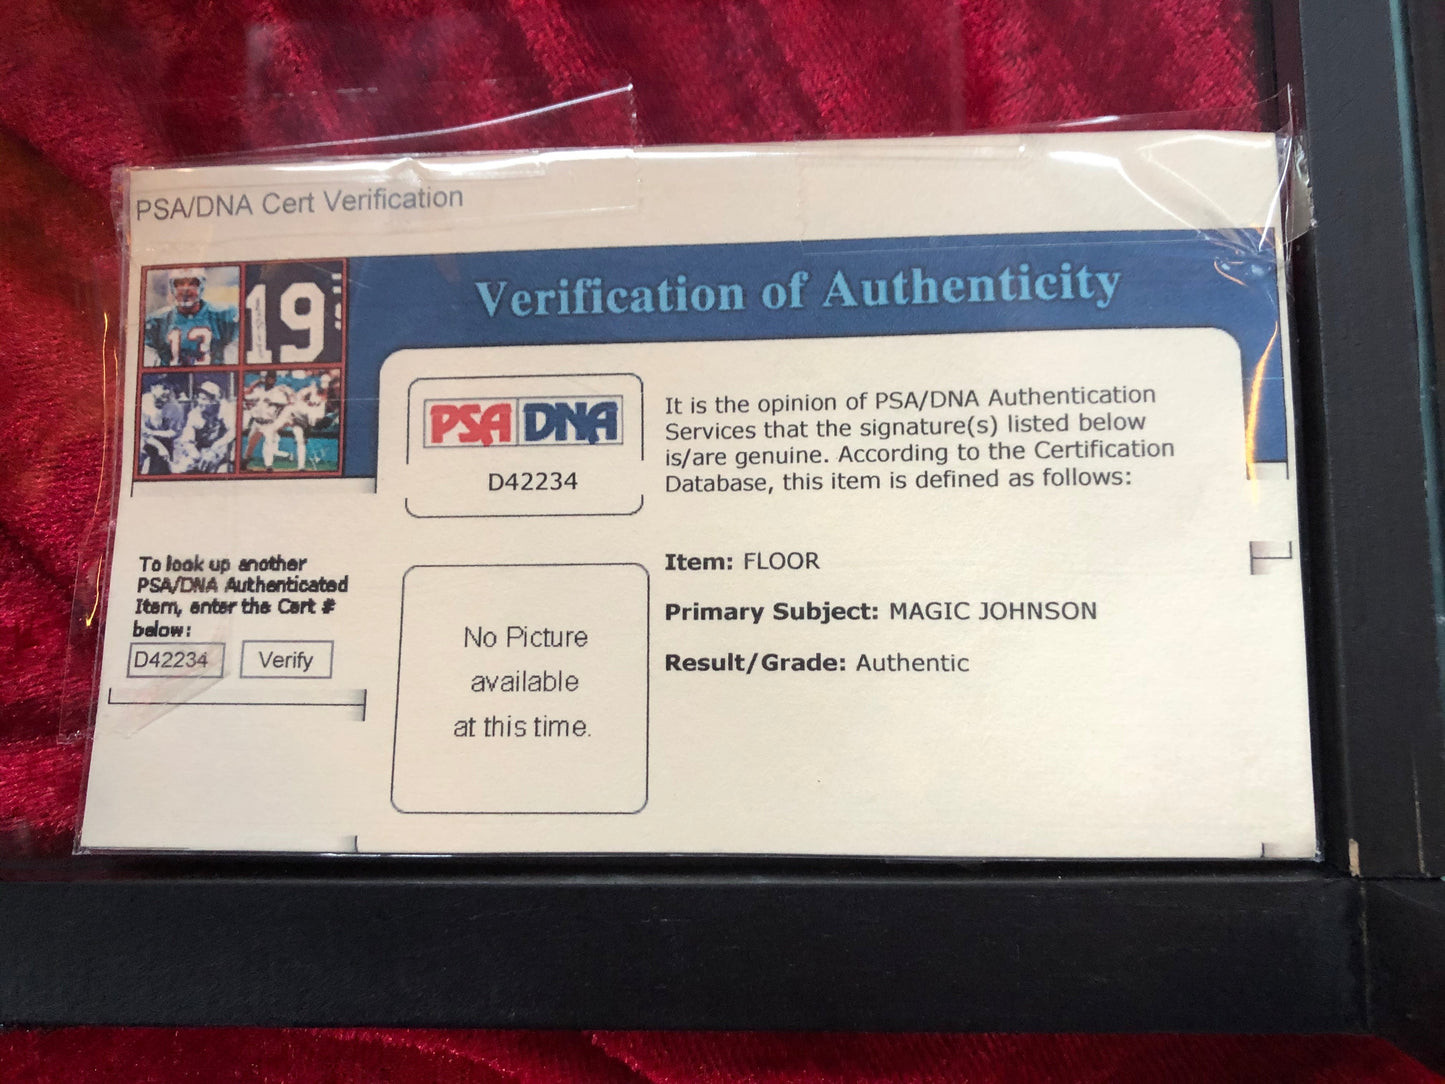 PSA/DNA Cert Verification
Verification of Authenticity
13
19
PSA DNA
D42234
It is the opinion of PSA/DNA Authentication
Services that the signature(s) listed below
is/are genuine. According to the Certification
Database, this item is defined as follows:
To look up another
PSA/DNA Authenticated
Item, enter the Cert #
below:
D42234 Verify
No Picture
available
at this time.
Item: FLOOR
Primary Subject: MAGIC JOHNSON
Result/Grade: Authentic